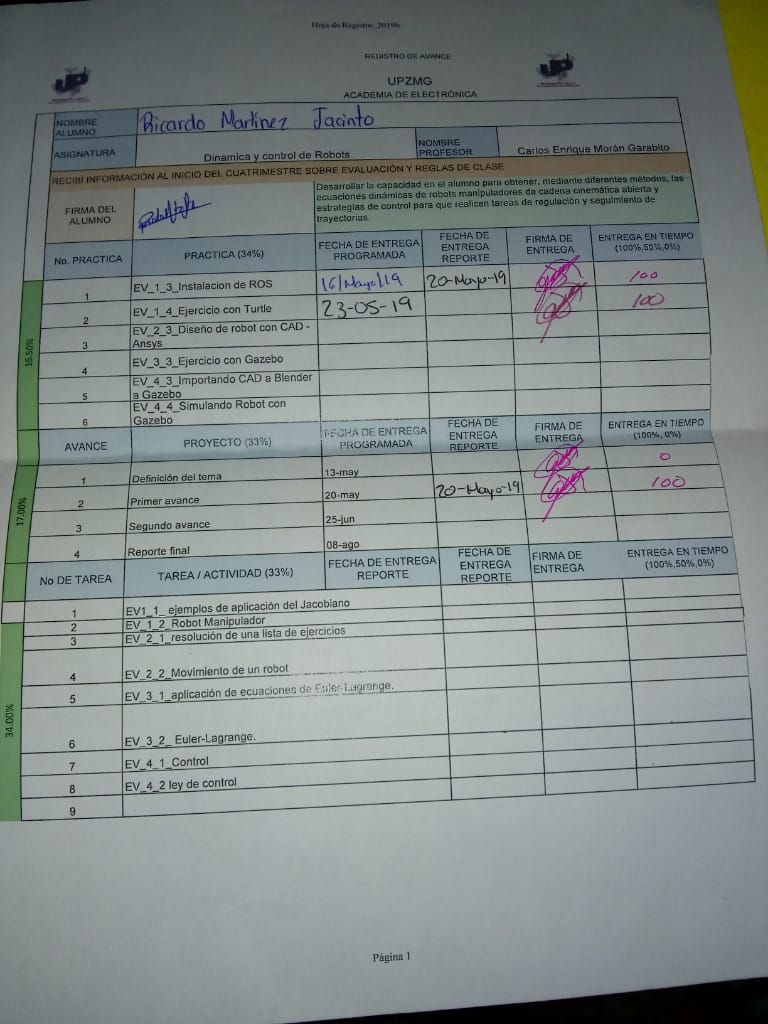 Hoja de Registro_2019b
REGISTRO DE AVANCE
UPZMG
ACADEMIA DE ELECTRÓNICA
UP
UP
NOMBRE ALUMNO Ricardo Martinez Jacinto
ASIGNATURA Dinamica y control de Robots NOMBRE PROFESOR Carlos Enrique Morán Garabito
RECIBÍ INFORMACIÓN AL INICIO DEL CUATRIMESTRE SOBRE EVALUACIÓN Y REGLAS DE CLASE
FIRMA DEL ALUMNO
Desarrollar la capacidad en el alumno para obtener, mediante diferentes métodos, las
ecuaciones dinámicas de robots manipuladores de cadena cinemática abierta y
estrategias de control para que realicen tareas de regulación y seguimiento de
trayectorias.
No. PRACTICA PRACTICA (34%) FECHA DE ENTREGA PROGRAMADA FECHA DE ENTREGA REPORTE FIRMA DE ENTREGA ENTREGA EN TIEMPO (100%,50%,0%)
16.50%
1 EV_1_3_Instalacion de ROS 16/Mayo/19 20-Mayo-19 100
2 EV_1_4_Ejercicio con Turtle 23-05-19 100
3 EV_2_3_Diseño de robot con CAD - Ansys
4 EV_3_3_Ejercicio con Gazebo
5 EV_4_3_Importando CAD a Blender a Gazebo
6 EV_4_4_Simulando Robot con Gazebo
AVANCE PROYECTO (33%) FECHA DE ENTREGA PROGRAMADA FECHA DE ENTREGA REPORTE FIRMA DE ENTREGA ENTREGA EN TIEMPO (100%, 0%)
17.00%
1 Definición del tema 13-may 0
2 Primer avance 20-may 20-Mayo-19 100
3 Segundo avance 25-jun
4 Reporte final 08-ago
No DE TAREA TAREA / ACTIVIDAD (33%) FECHA DE ENTREGA REPORTE FECHA DE ENTREGA REPORTE FIRMA DE ENTREGA ENTREGA EN TIEMPO (100%,50%,0%)
34.00%
1 EV1_1_ ejemplos de aplicación del Jacobiano
2 EV_1_2_Robot Manipulador
3 EV_2_1_resolución de una lista de ejercicios
4 EV_2_2_Movimiento de un robot
5 EV_3_1_aplicación de ecuaciones de Euler-Lagrange.
6 EV_3_2_ Euler-Lagrange.
7 EV_4_1_Control
8 EV_4_2 ley de control
9
Página 1